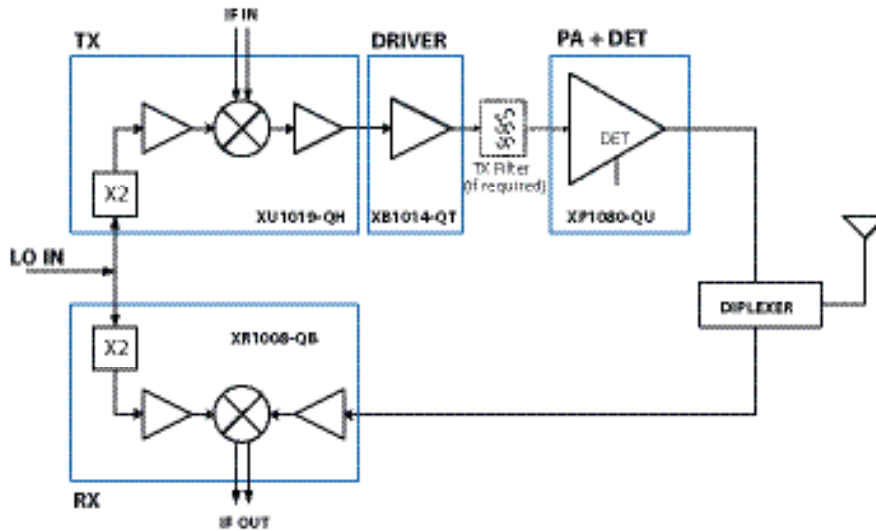 IF IN
TX
DRIVER
PA + DET
DET
X2
TX Filter
(if required)
XU1019-QH
XB1014-QT
XP1080-QU
LO IN
DIPLEXER
X2
XR1008-QB
RX
IF OUT